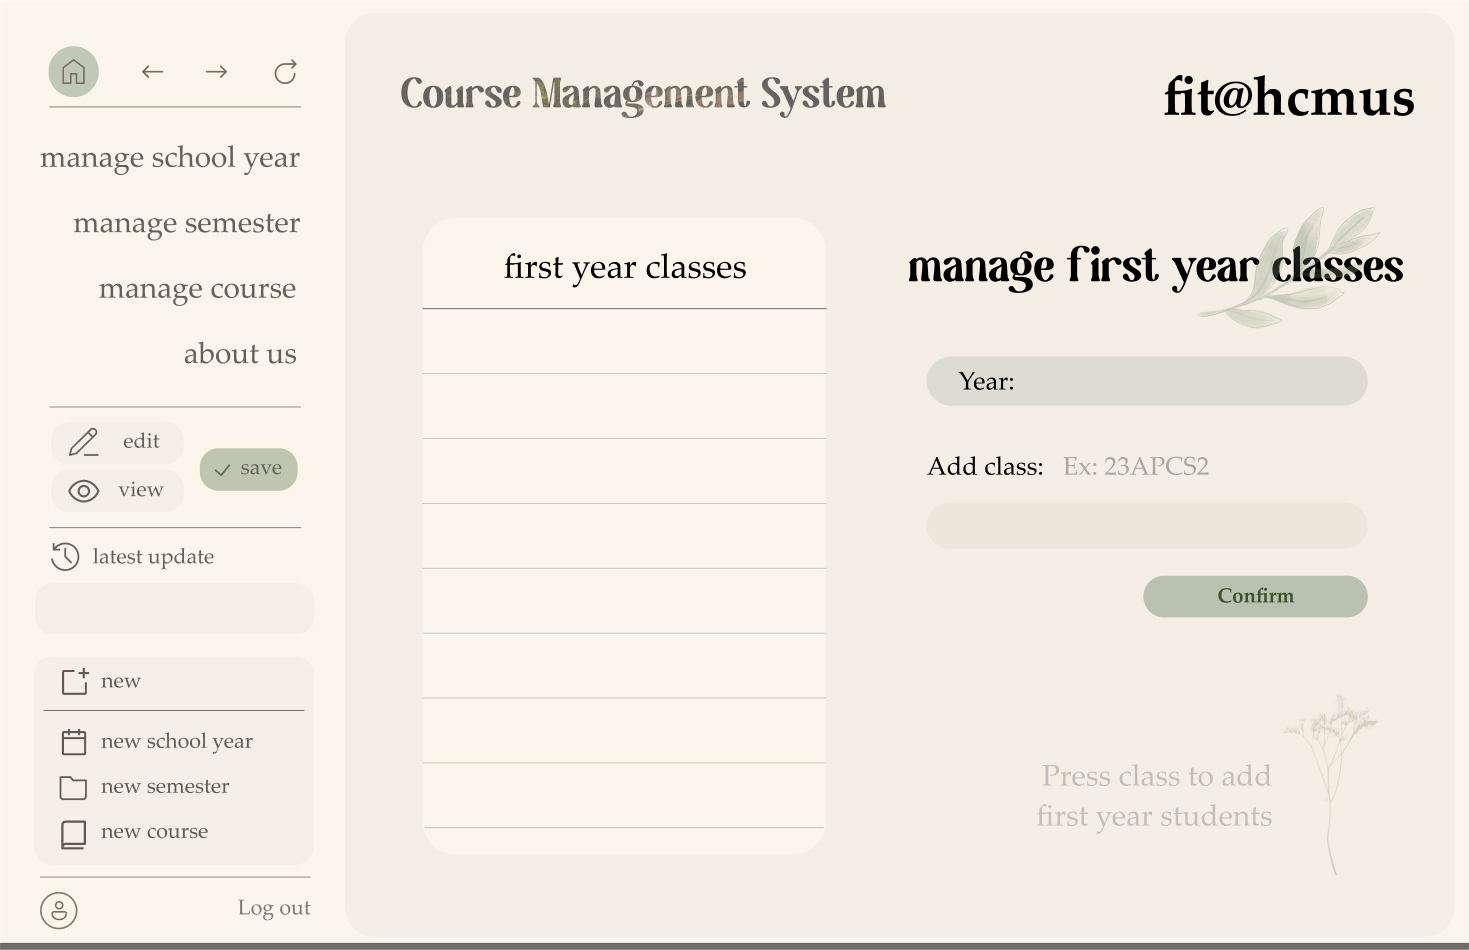 manage school year
manage semester
manage course
about us
edit
view
save
latest update
new
new school year
new semester
new course
Log out
Course Management System
fit@hcmus
first year classes
manage first year classes
Year:
Add class: Ex: 23APCS2
Confirm
Press class to add
first year students